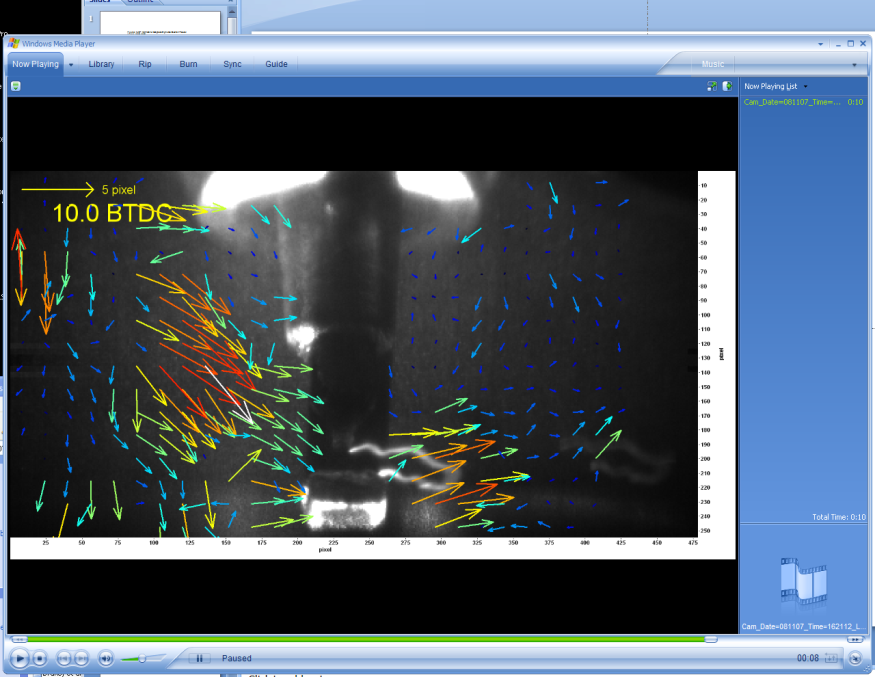 Slides Outline
1
Windows Media Player
Now Playing Library Rip Burn Sync Guide Music
Now Playing List
Cam_Date=081107_Time=... 0:10
5 pixel
10.0 BTDC
-10
-20
-30
-40
-50
-60
-70
-80
-90
-100
-110
-120
-130
-140
-150
-160
-170
-180
-190
-200
-210
-220
-230
-240
-250
pixel
25 50 75 100 125 150 175 200 225 250 275 300 325 350 375 400 425 450 475
pixel
Total Time: 0:10
Cam_Date=081107_Time=162112_L...
Paused 00:08